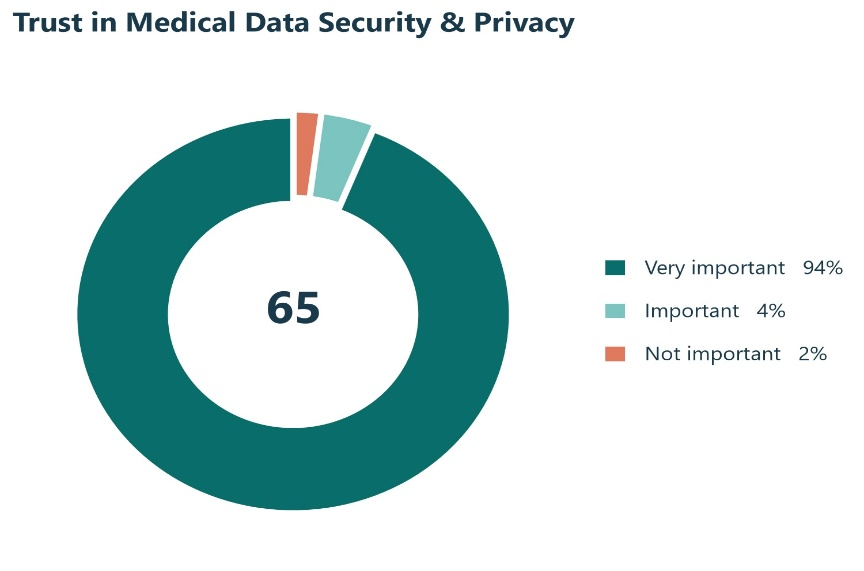 Trust in Medical Data Security & Privacy
65
Very important 94%
Important 4%
Not important 2%